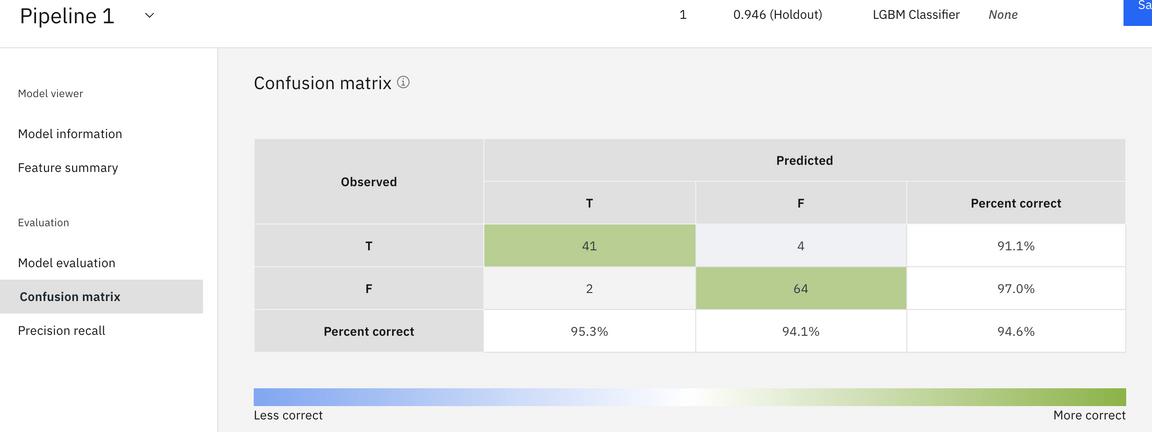 Pipeline 1
1 0.946 (Holdout) LGBM Classifier None
Sa
Model viewer
Model information
Feature summary
Evaluation
Model evaluation
Confusion matrix
Precision recall
Confusion matrix
Observed
Predicted
T F Percent correct
T 41 4 91.1%
F 2 64 97.0%
Percent correct 95.3% 94.1% 94.6%
Less correct More correct